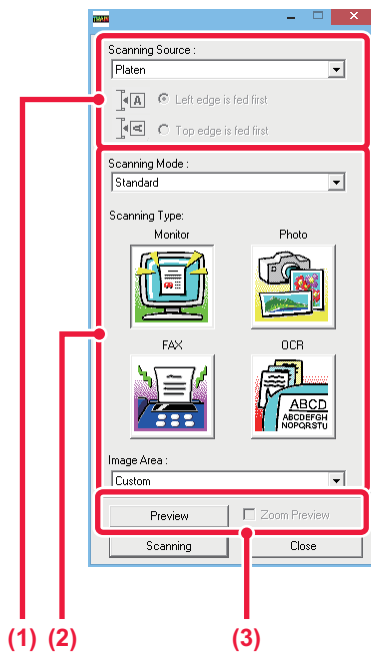 TWAIN
Scanning Source :
Platen
A Left edge is fed first
A Top edge is fed first
Scanning Mode :
Standard
Scanning Type:
Monitor Photo
FAX OCR
ABCD
ABCDEFGH
NOPQRSTU
Image Area :
Custom
Preview Zoom Preview
Scanning Close
(1) (2) (3)